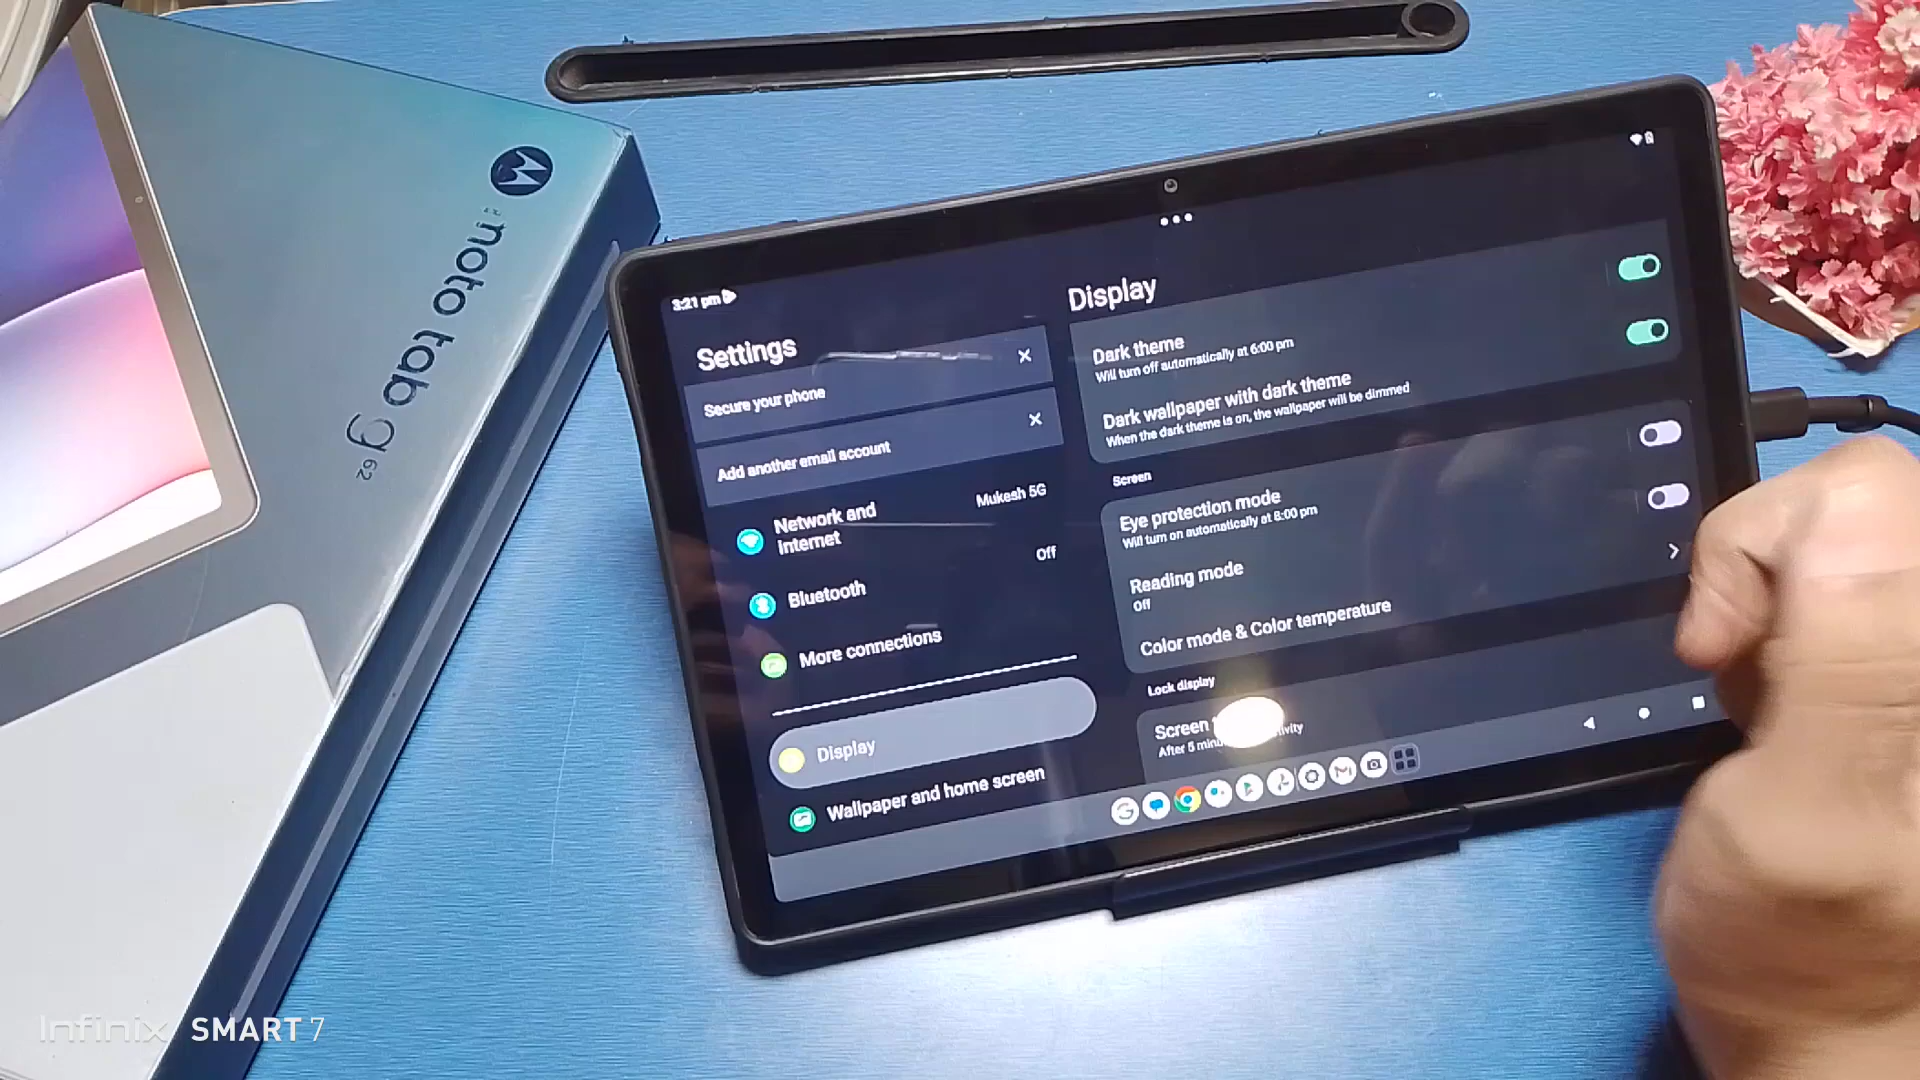 moto tab g62
3:21 pm
Settings
Secure your phone
Add another email account
Network and
internet
Mukesh 5G
Bluetooth
Off
More connections
Display
Wallpaper and home screen
Display
Dark theme
Will turn off automatically at 6:00 pm
Dark wallpaper with dark theme
When the dark theme is on, the wallpaper will be dimmed
Screen
Eye protection mode
Will turn on automatically at 8:00 pm
Reading mode
Off
Color mode & Color temperature
Lock display
Screen
After 5
Infinix SMART 7